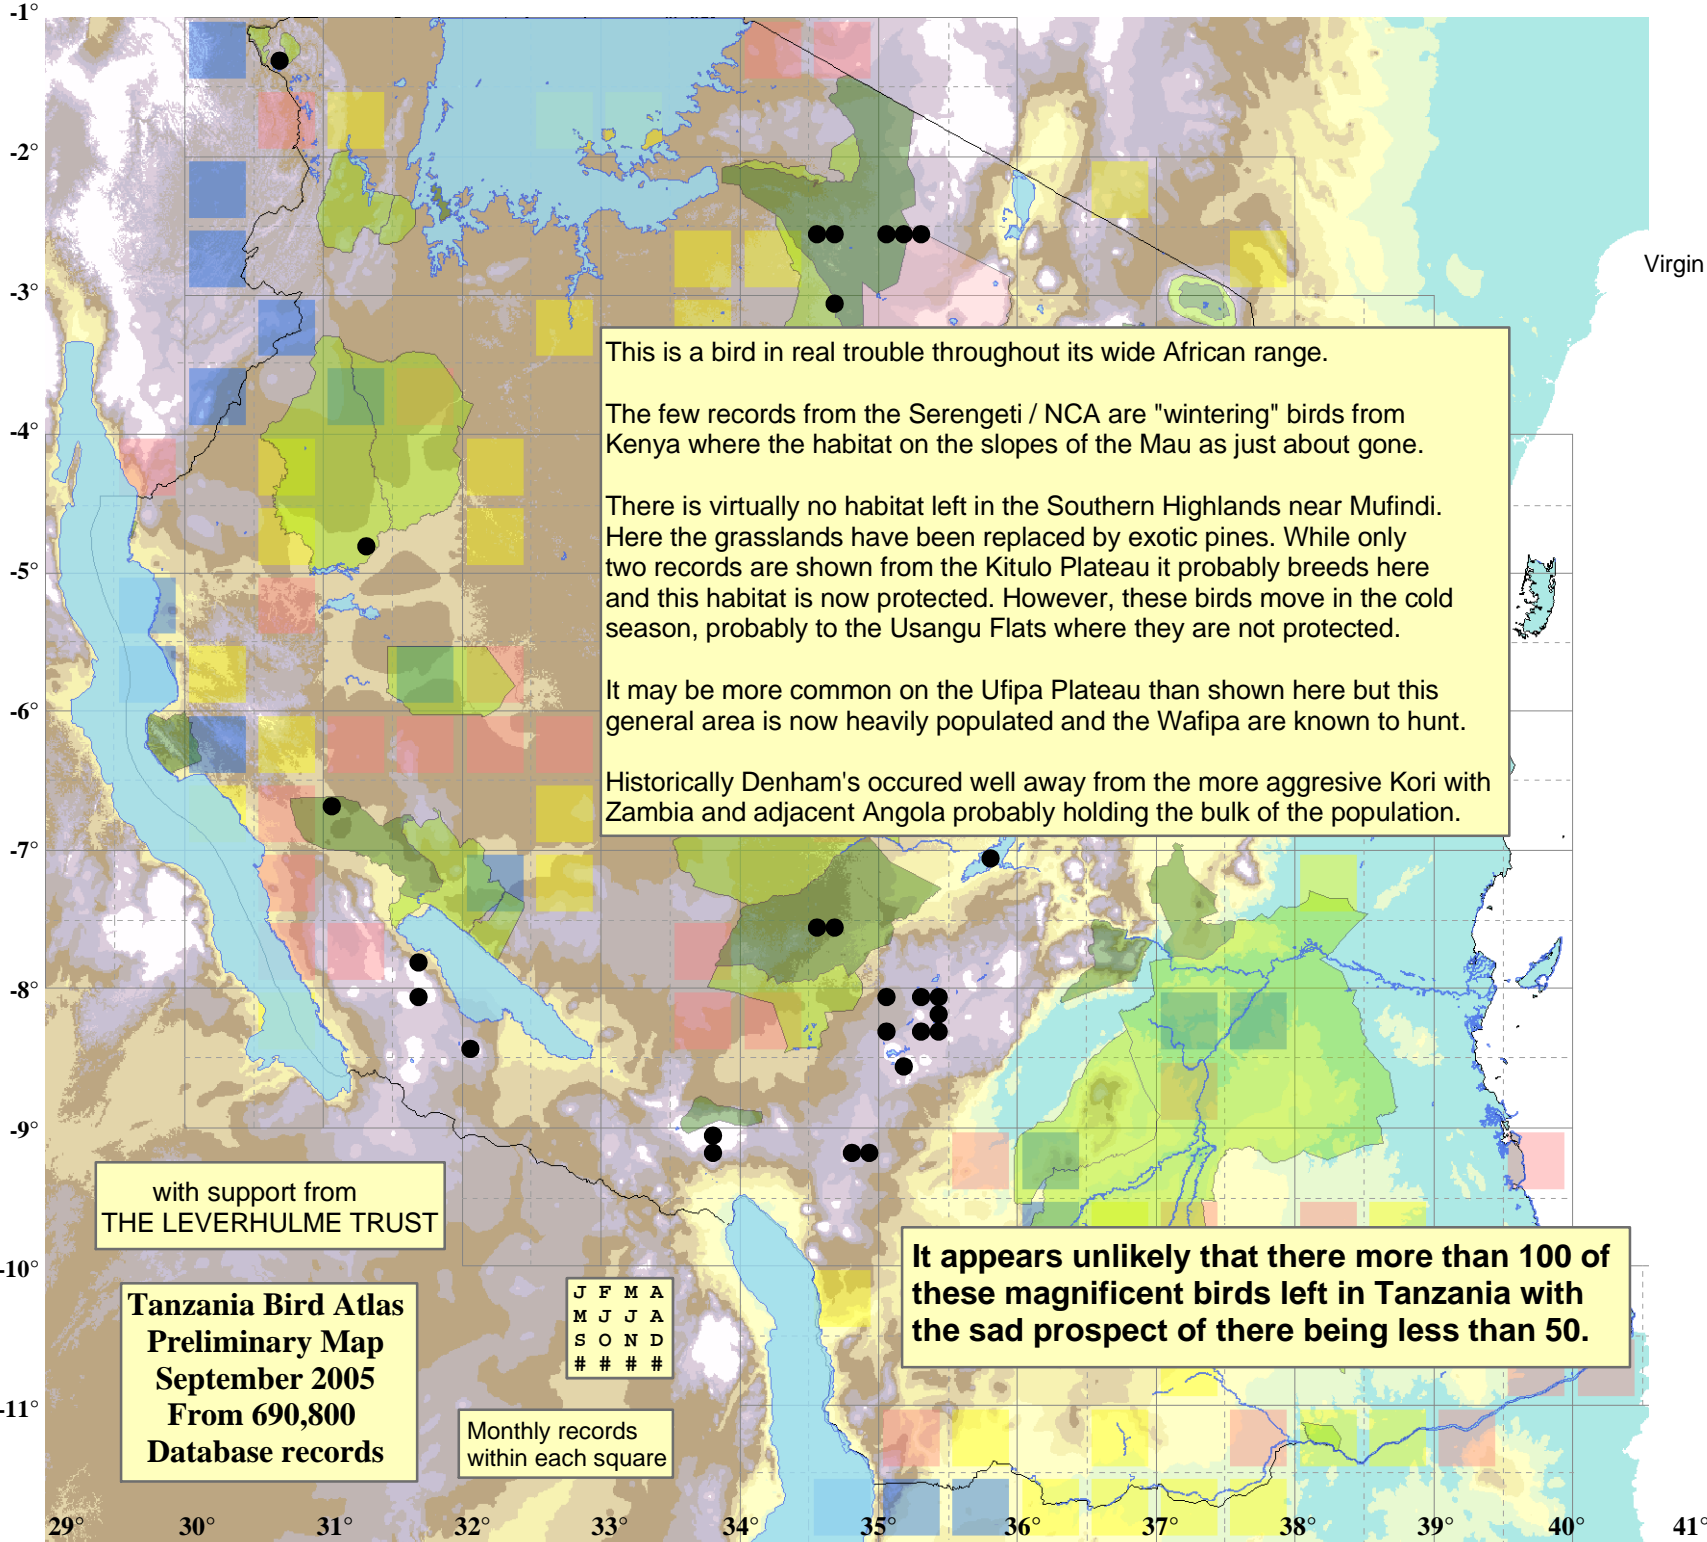 -1°
-2°
-3°
-4°
-5°
-6°
-7°
-8°
-9°
-10°
-11°
Virgin
This is a bird in real trouble throughout its wide African range.
The few records from the Serengeti / NCA are "wintering" birds from
Kenya where the habitat on the slopes of the Mau as just about gone.
There is virtually no habitat left in the Southern Highlands near Mufindi.
Here the grasslands have been replaced by exotic pines. While only
two records are shown from the Kitulo Plateau it probably breeds here
and this habitat is now protected. However, these birds move in the cold
season, probably to the Usangu Flats where they are not protected.
It may be more common on the Ufipa Plateau than shown here but this
general area is now heavily populated and the Wafipa are known to hunt.
Historically Denham's occured well away from the more aggresive Kori with
Zambia and adjacent Angola probably holding the bulk of the population.
with support from
THE LEVERHULME TRUST
Tanzania Bird Atlas
Preliminary Map
September 2005
From 690,800
Database records
J F M A
M J J A
S O N D
# # # #
Monthly records
within each square
It appears unlikely that there more than 100 of
these magnificent birds left in Tanzania with
the sad prospect of there being less than 50.
29° 30° 31° 32° 33° 34° 35° 36° 37° 38° 39° 40° 41°